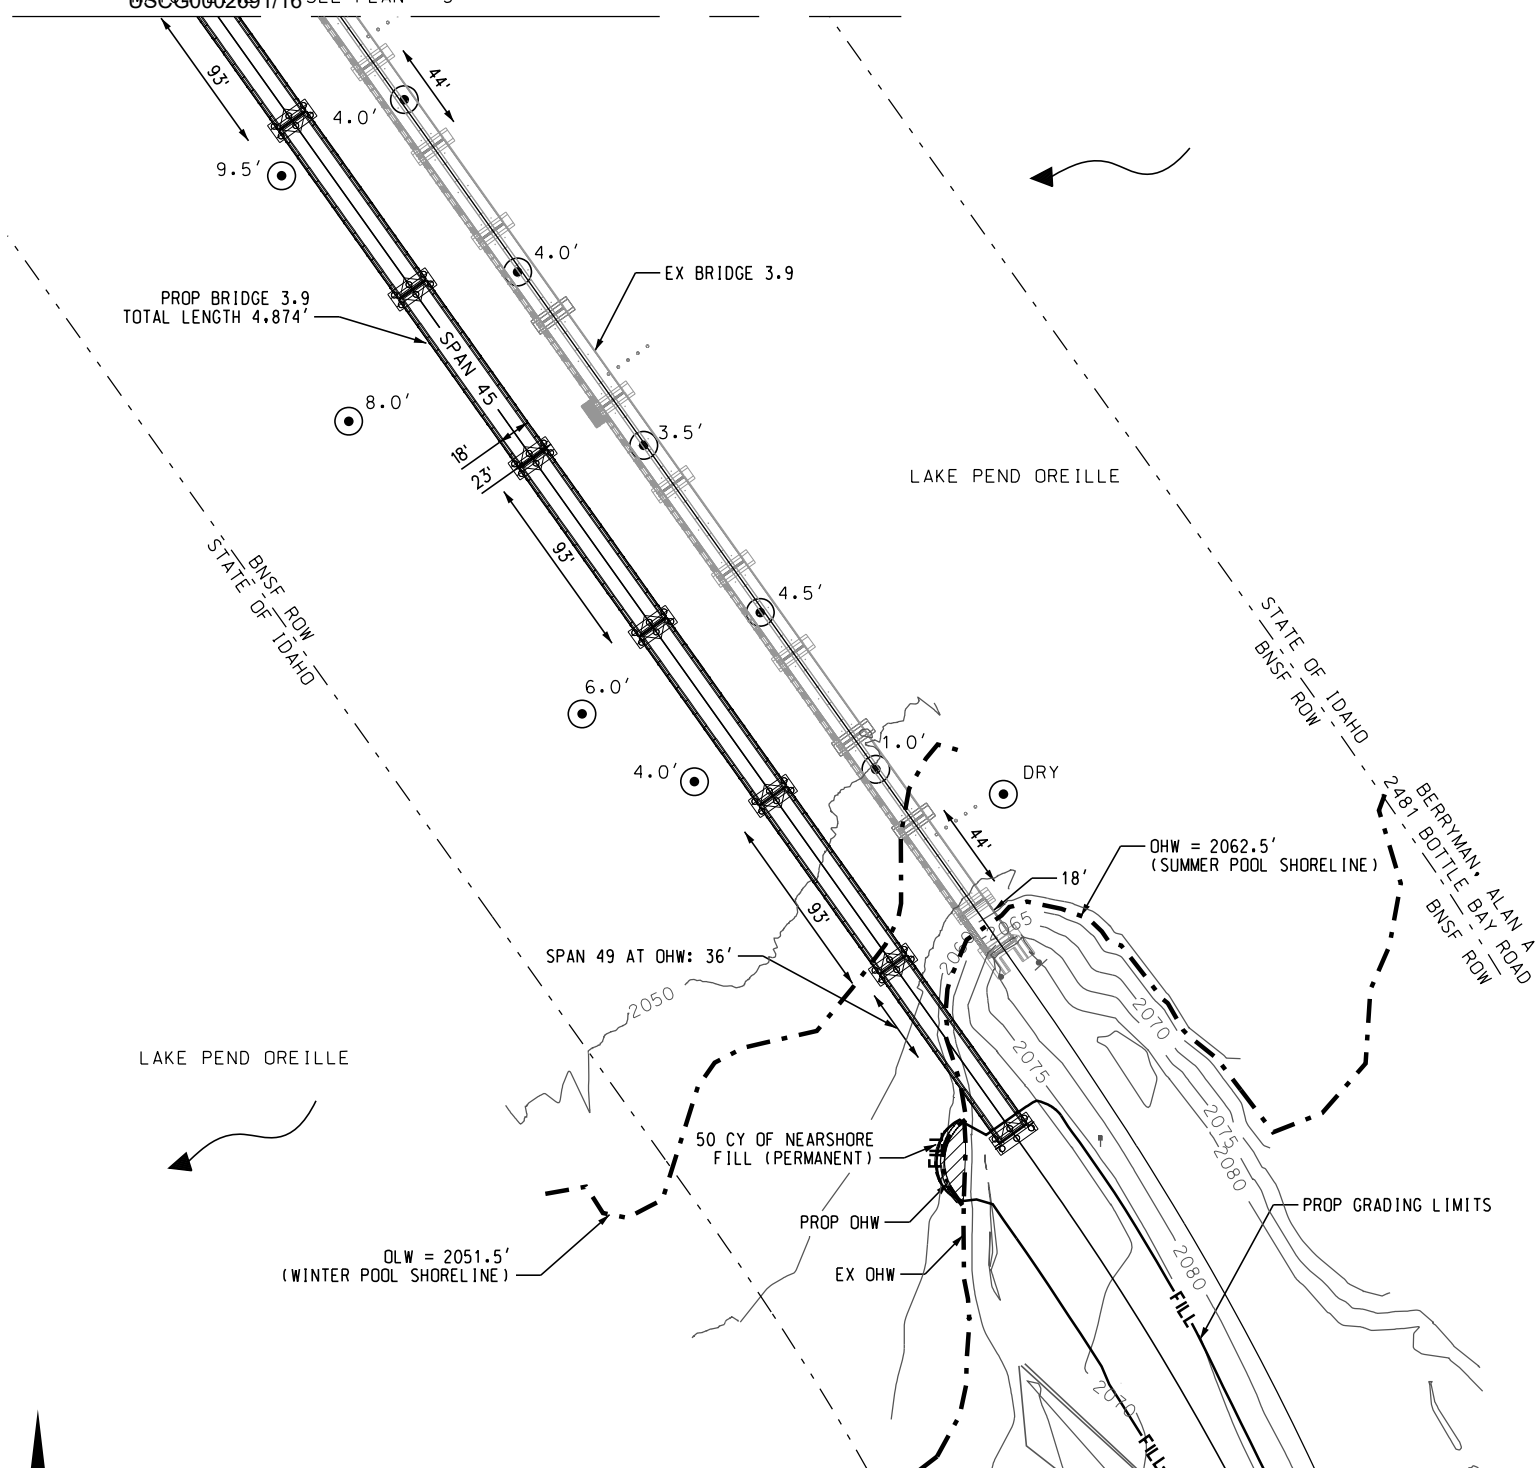 USCG0002691/16
93'
44'
4.0'
9.5'
4.0'
EX BRIDGE 3.9
PROP BRIDGE 3.9
TOTAL LENGTH 4,874'
SPAN 45
8.0'
3.5'
18'
23'
LAKE PEND OREILLE
93'
BNSF ROW
STATE OF IDAHO
4.5'
STATE OF IDAHO
BNSF ROW
6.0'
1.0'
4.0'
DRY
BERRYMAN, ALAN A
2481 BOTTLE BAY ROAD
BNSF ROW
44'
OHW = 2062.5'
(SUMMER POOL SHORELINE)
18'
93'
2065
SPAN 49 AT OHW: 36'
2050
2070
LAKE PEND OREILLE
2075
50 CY OF NEARSHORE
FILL (PERMANENT)
FILL
2075
2080
PROP OHW
PROP GRADING LIMITS
OLW = 2051.5'
(WINTER POOL SHORELINE)
EX OHW
2080
FILL
2070
FILL